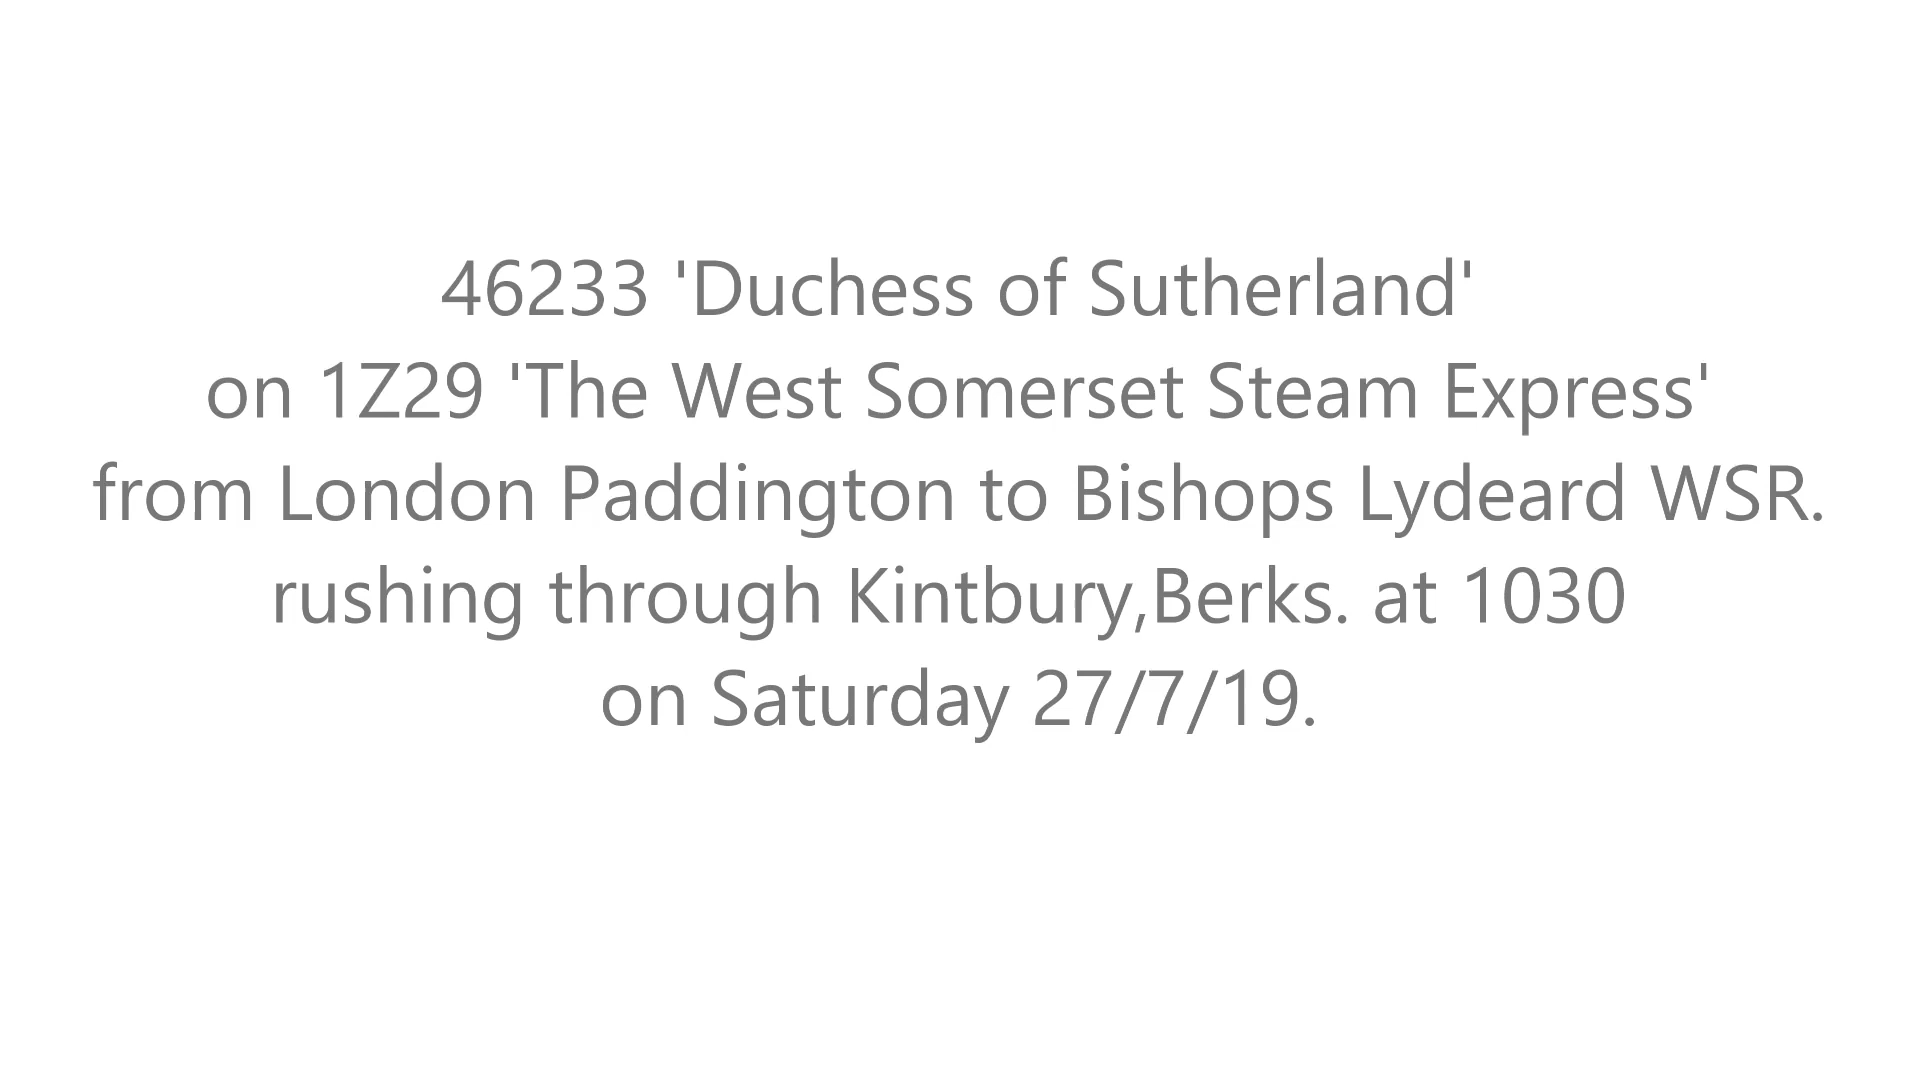 46233 'Duchess of Sutherland'
on 1Z29 'The West Somerset Steam Express'
from London Paddington to Bishops Lydeard WSR.
rushing through Kintbury,Berks. at 1030
on Saturday 27/7/19.